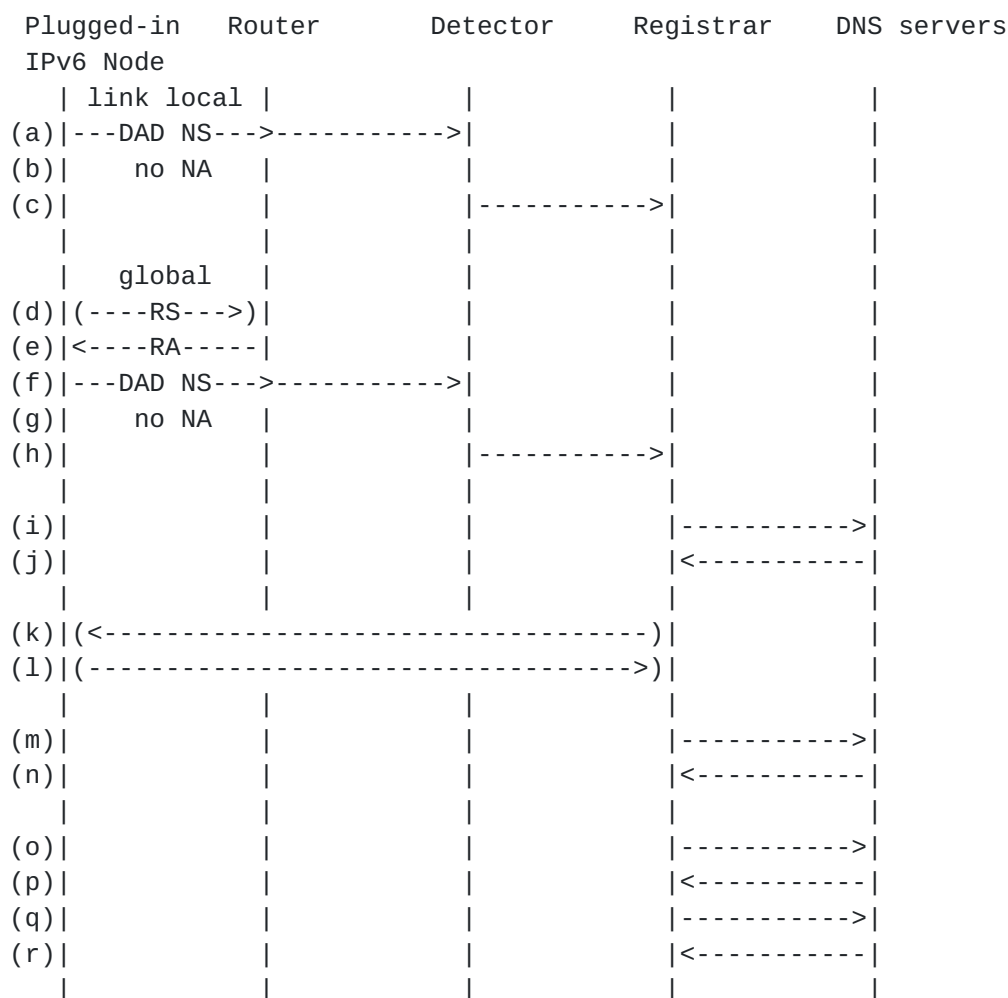 Plugged-in   Router       Detector     Registrar    DNS servers
 IPv6 Node
   | link local |            |            |            |
(a)|---DAD NS--->----------->|            |            |
(b)|    no NA   |            |            |            |
(c)|            |            |----------->|            |
   |            |            |            |            |
   |   global   |            |            |            |
(d)|(----RS--->)|            |            |            |
(e)|<----RA-----|            |            |            |
(f)|---DAD NS--->----------->|            |            |
(g)|    no NA   |            |            |            |
(h)|            |            |----------->|            |
   |            |            |            |            |
(i)|            |            |            |----------->|
(j)|            |            |            |<-----------|
   |            |            |            |            |
(k)|(<-----------------------------------)|            |
(l)|(----------------------------------->)|            |
   |            |            |            |            |
(m)|            |            |            |----------->|
(n)|            |            |            |<-----------|
   |            |            |            |            |
(o)|            |            |            |----------->|
(p)|            |            |            |<-----------|
(q)|            |            |            |----------->|
(r)|            |            |            |<-----------|
   |            |            |            |            |